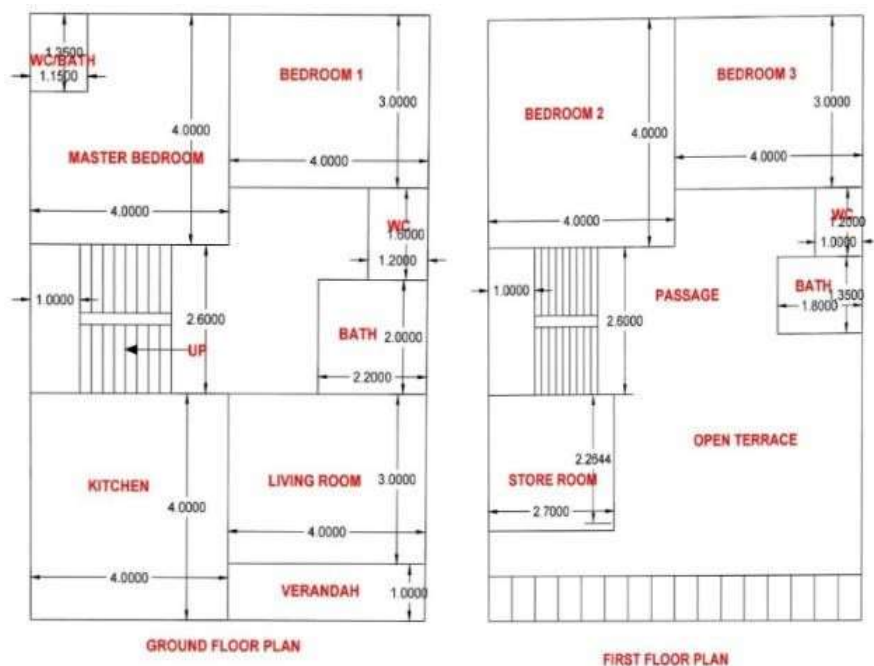 1.3500
WC/BATH
1.1500
BEDROOM 1
3.0000
4.0000
MASTER BEDROOM
4.0000
4.0000
WC
1.2000
1.0000
2.6000
UP
BATH
2.0000
2.2000
KITCHEN
4.0000
4.0000
LIVING ROOM
3.0000
4.0000
VERANDAH
1.0000
GROUND FLOOR PLAN
BEDROOM 3
3.0000
BEDROOM 2
4.0000
4.0000
4.0000
WC
1.2000
1.0000
1.0000
PASSAGE
2.6000
BATH
1.3500
1.8000
OPEN TERRACE
2.2644
STORE ROOM
2.7000
FIRST FLOOR PLAN